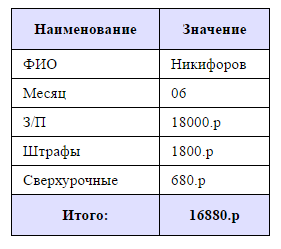 Наименование Значение
ФИО Никифоров
Месяц 06
З/П 18000.р
Штрафы 1800.р
Сверхурочные 680.р
Итого: 16880.р